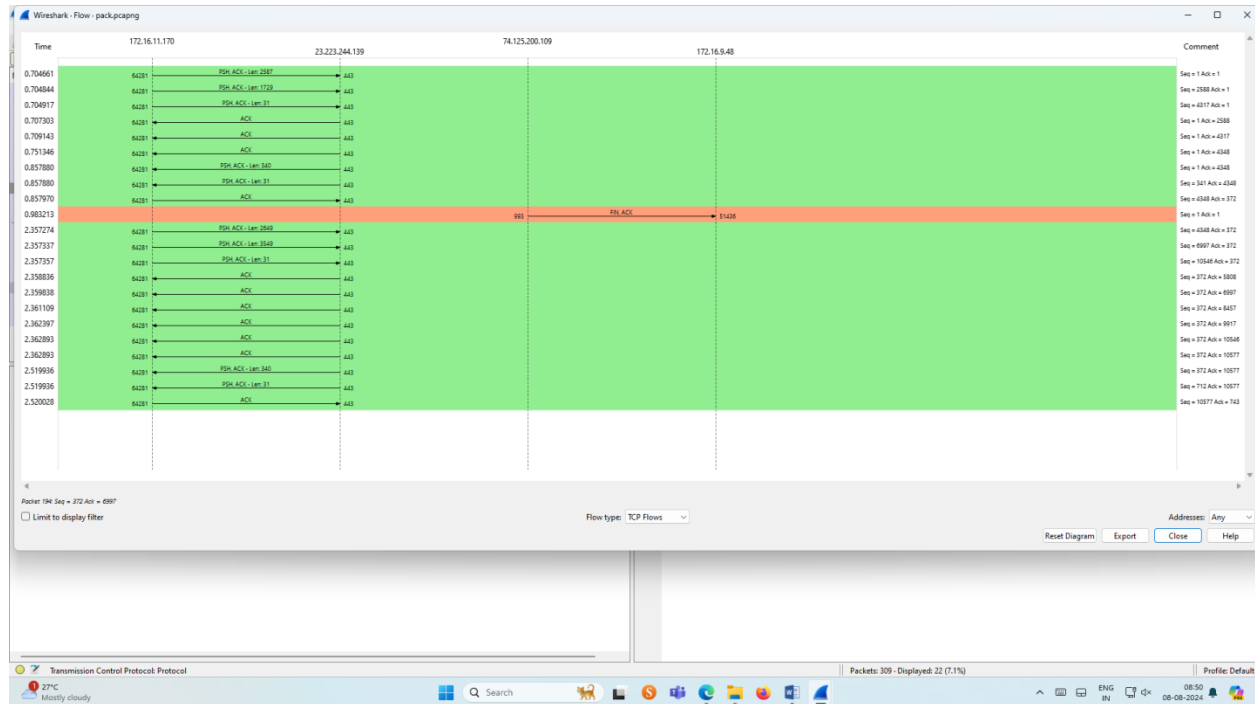 Wireshark - Flow - pack.pcapng
Time 172.16.11.170 23.223.244.139 74.125.200.109 172.16.9.48 Comment
0.704661 64281 PSH, ACK - Len: 2587 443 Seq = 1 Ack = 1
0.704844 64281 PSH, ACK - Len: 1729 443 Seq = 2588 Ack = 1
0.704917 64281 PSH, ACK - Len: 31 443 Seq = 4317 Ack = 1
0.707303 64281 ACK 443 Seq = 1 Ack = 2588
0.709143 64281 ACK 443 Seq = 1 Ack = 4317
0.751346 64281 ACK 443 Seq = 1 Ack = 4348
0.857880 64281 PSH, ACK - Len: 340 443 Seq = 1 Ack = 4348
0.857880 64281 PSH, ACK - Len: 31 443 Seq = 341 Ack = 4348
0.857970 64281 ACK 443 Seq = 4348 Ack = 372
0.983213 993 FIN, ACK 51436 Seq = 1 Ack = 1
2.357274 64281 PSH, ACK - Len: 2649 443 Seq = 4348 Ack = 372
2.357337 64281 PSH, ACK - Len: 3549 443 Seq = 6997 Ack = 372
2.357357 64281 PSH, ACK - Len: 31 443 Seq = 10546 Ack = 372
2.358836 64281 ACK 443 Seq = 372 Ack = 5808
2.359838 64281 ACK 443 Seq = 372 Ack = 6997
2.361109 64281 ACK 443 Seq = 372 Ack = 8457
2.362397 64281 ACK 443 Seq = 372 Ack = 9917
2.362893 64281 ACK 443 Seq = 372 Ack = 10546
2.362893 64281 ACK 443 Seq = 372 Ack = 10577
2.519936 64281 PSH, ACK - Len: 340 443 Seq = 372 Ack = 10577
2.519936 64281 PSH, ACK - Len: 31 443 Seq = 712 Ack = 10577
2.520028 64281 ACK 443 Seq = 10577 Ack = 743
Packet 194: Seq = 372 Ack = 6997
Limit to display filter Flow type: TCP Flows Addresses: Any
Reset Diagram Export Close Help
Transmission Control Protocol: Protocol Packets: 309 · Displayed: 22 (7.1%) Profile: Default
1 27°C Search ENG 08:50
Mostly cloudy IN 08-08-2024